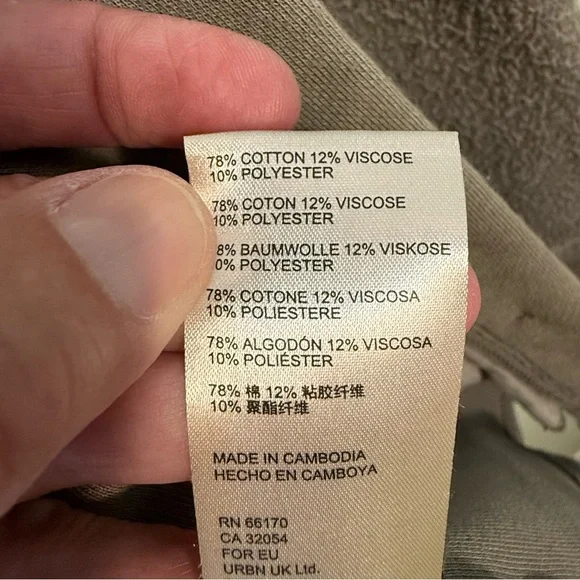 78% COTTON 12% VISCOSE
10% POLYESTER
78% COTON 12% VISCOSE
10% POLYESTER
8% BAUMWOLLE 12% VISKOSE
0% POLYESTER
78% COTONE 12% VISCOSA
10% POLIESTERE
78% ALGODÓN 12% VISCOSA
10% POLIÉSTER
78% 棉 12% 粘胶纤维
10% 聚酯纤维
MADE IN CAMBODIA
HECHO EN CAMBOYA
RN 66170
CA 32054
FOR EU
URBN UK Ltd.